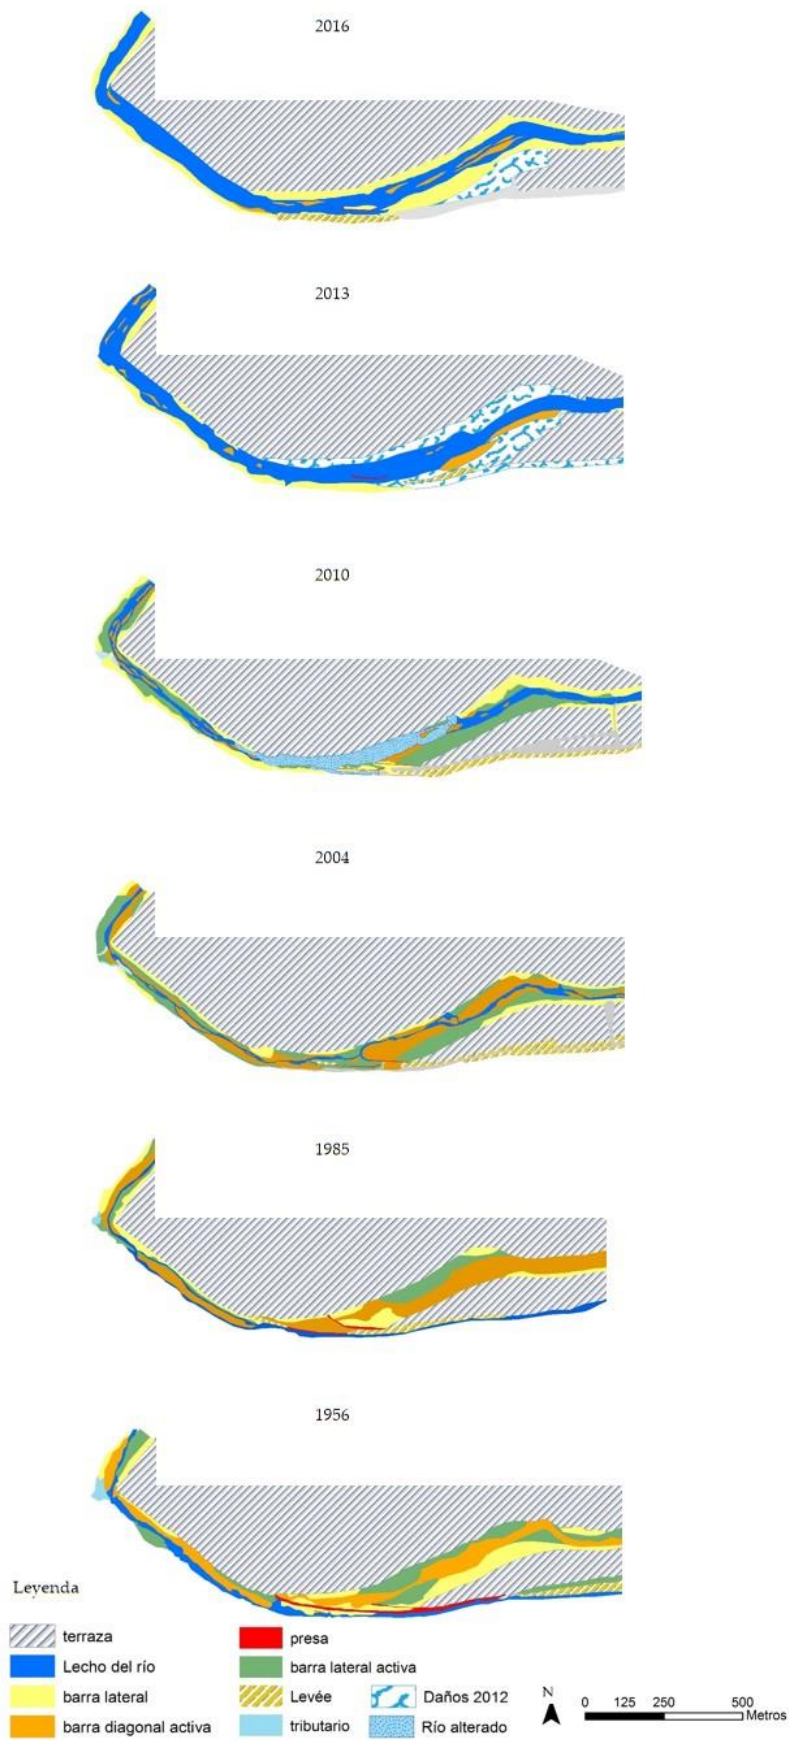 2016
2013
2010
2004
1985
1956
Leyenda
terraza
Lecho del río
barra lateral
barra diagonal activa
presa
barra lateral activa
Levée
Daños 2012
tributario
Río alterado
N
0 125 250 500
Metros